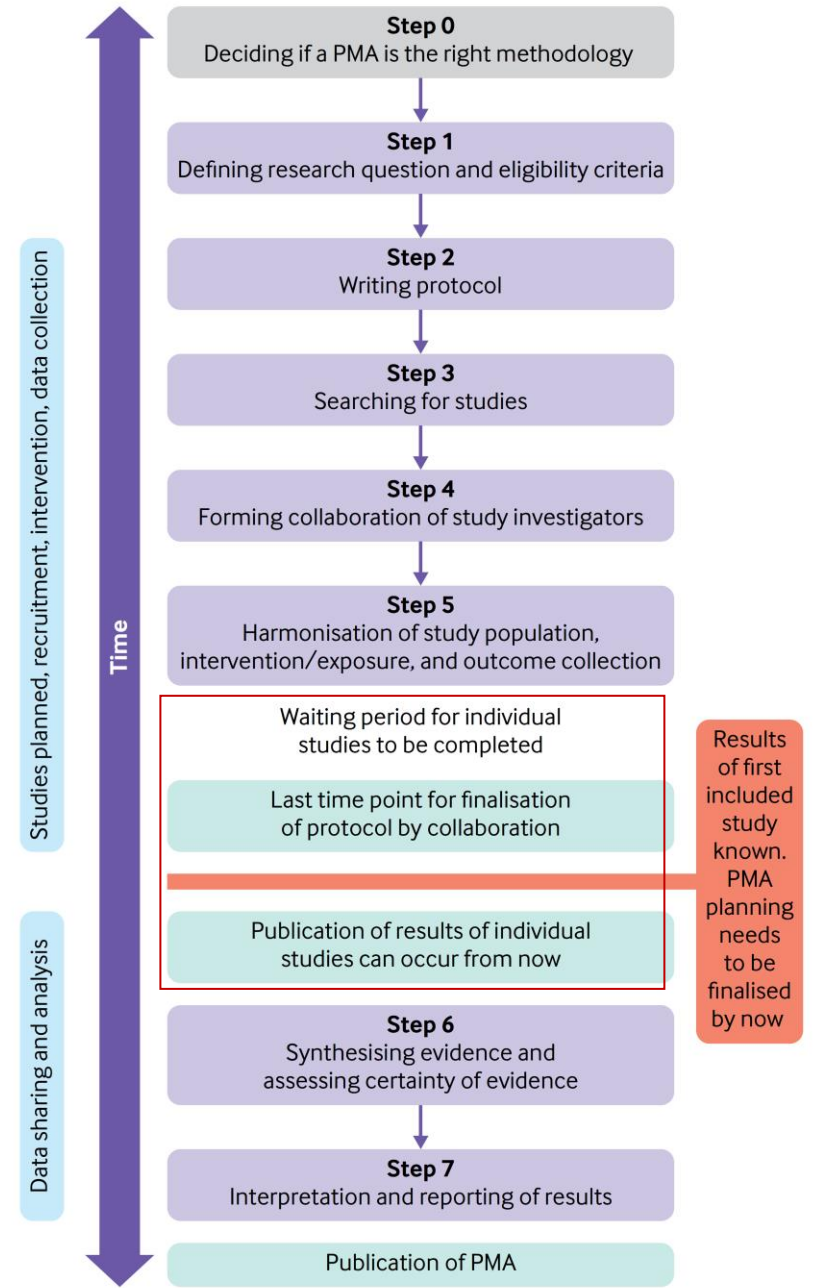 Step 0
Deciding if a PMA is the right methodology
Step 1
Defining research question and eligibility criteria
Step 2
Writing protocol
Step 3
Searching for studies
Step 4
Forming collaboration of study investigators
Step 5
Harmonisation of study population,
intervention/exposure, and outcome collection
Waiting period for individual
studies to be completed
Last time point for finalisation
of protocol by collaboration
Publication of results of individual
studies can occur from now
Step 6
Synthesising evidence and
assessing certainty of evidence
Step 7
Interpretation and reporting of results
Publication of PMA
Studies planned, recruitment, intervention, data collection
Data sharing and analysis
Time
Results
of first
included
study
known.
PMA
planning
needs
to be
finalised
by now